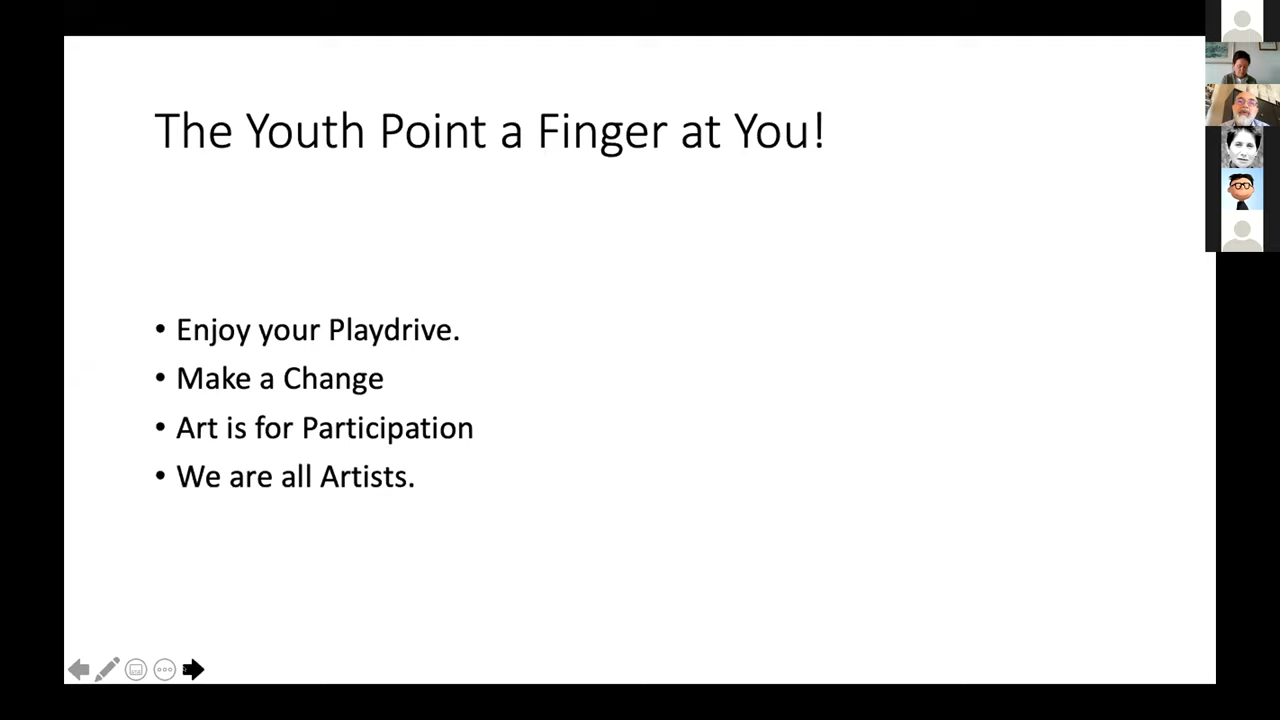 The Youth Point a Finger at You!
• Enjoy your Playdrive.
• Make a Change
• Art is for Participation
• We are all Artists.